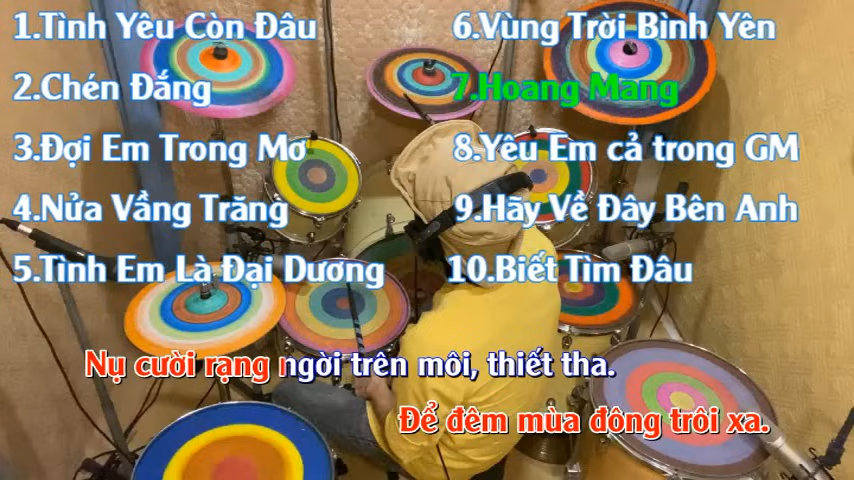 1.Tình Yêu Còn Đâu
2.Chén Đắng
3.Đợi Em Trong Mơ
4.Nửa Vầng Trăng
5.Tình Em Là Đại Dương
6.Vùng Trời Bình Yên
7.Hoang Mang
8.Yêu Em cả trong GM
9.Hãy Về Đây Bên Anh
10.Biết Tìm Đâu
Nụ cười rạng ngời trên môi, thiết tha.
Để đêm mùa đông trôi xa.